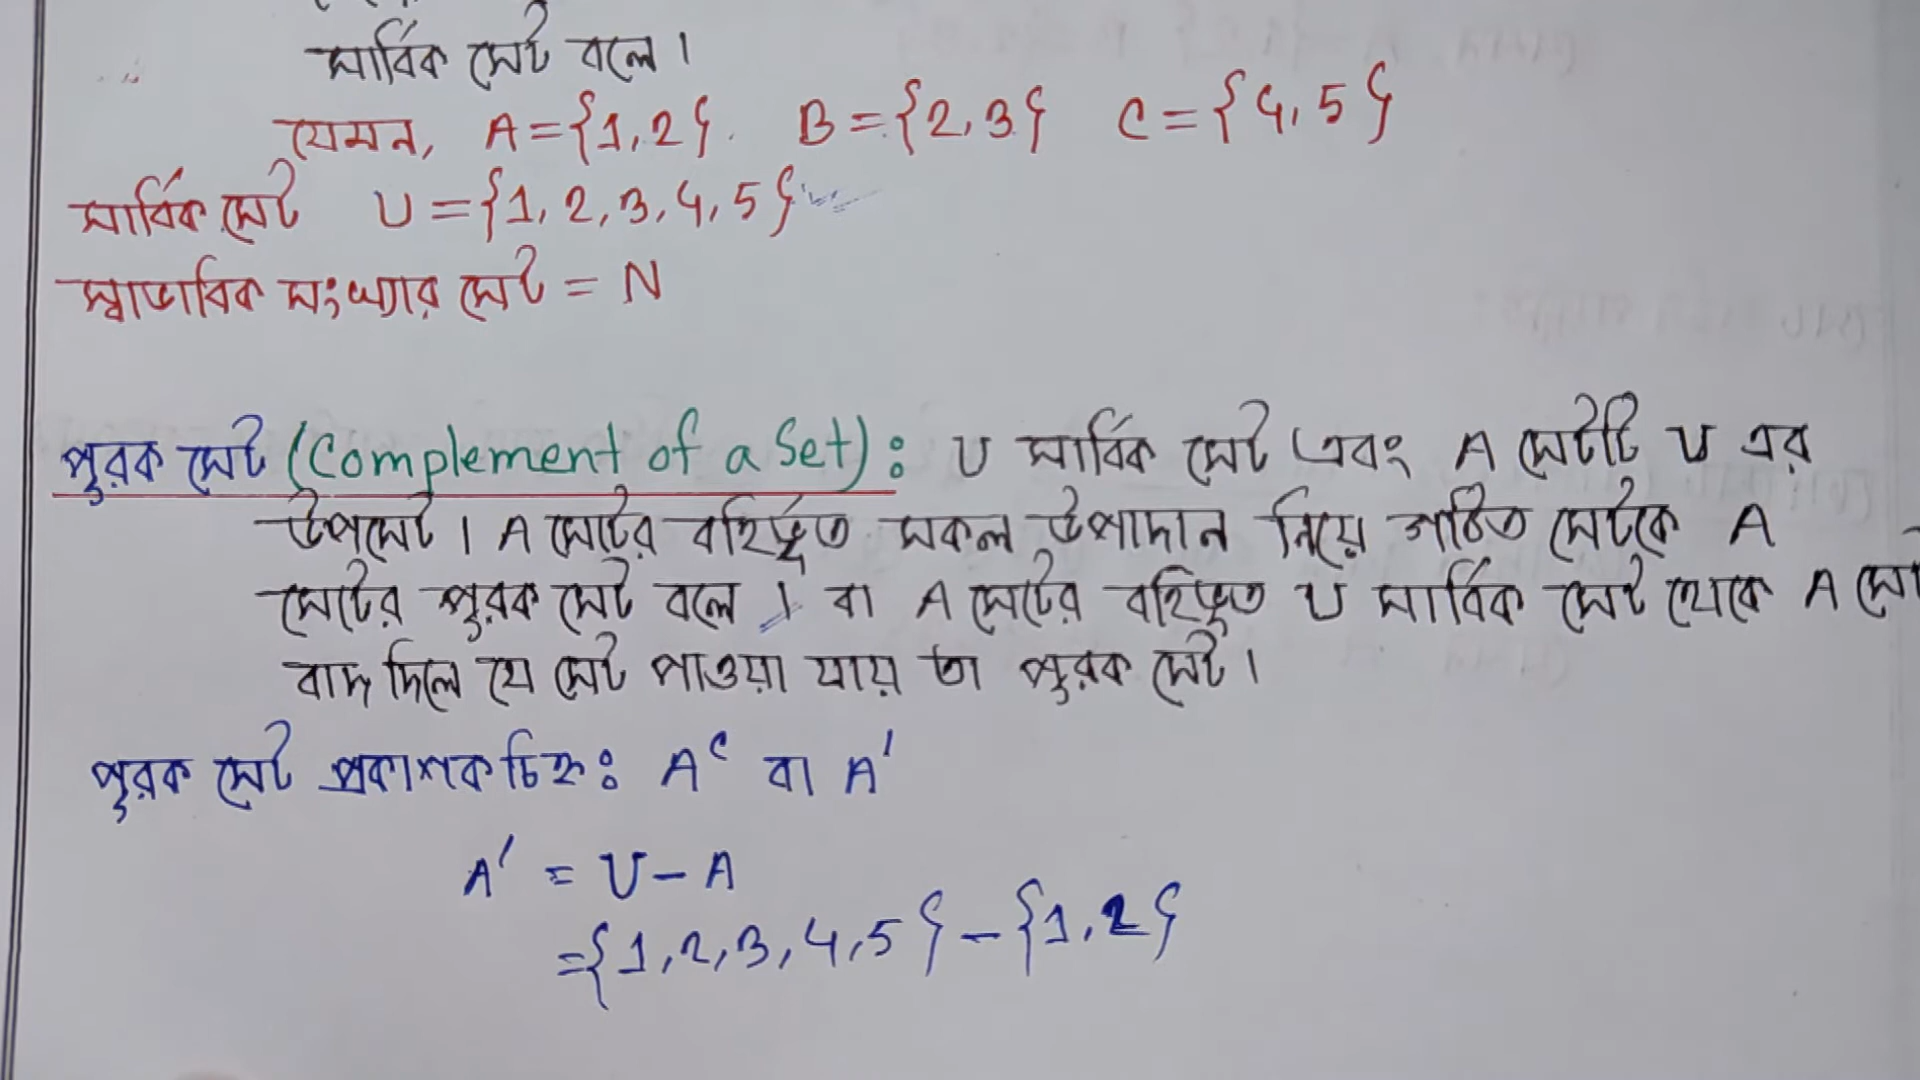 সার্বিক সেট বলে।
যেমন, A={1,2} B={2,3} C={4,5}
সার্বিক সেট U={1,2,3,4,5}
স্বাভাবিক সংখ্যার সেট = N
পুরক সেট (Complement of a Set): U সার্বিক সেট এবং A সেটটি U এর
উপসেট। A সেটের বহির্ভূত সকল উপাদান নিয়ে গঠিত সেটকে A
সেটের পুরক সেট বলে। বা A সেটের বহির্ভূত U সার্বিক সেট থেকে A
বাদ দিলে যে সেট পাওয়া যায় তা পুরক সেট।
পুরক সেট প্রকাশক চিহ্ন: Aᶜ বা A'
A' = U - A
={1,2,3,4,5} - {1,2}